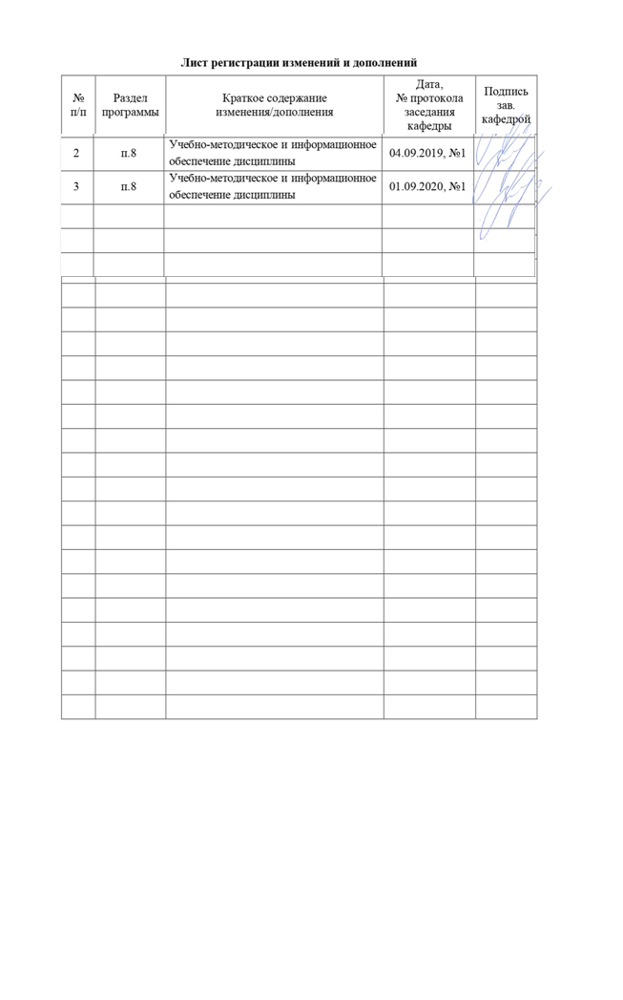 Лист регистрации изменений и дополнений
№
п/п
Раздел
программы
Краткое содержание
изменения/дополнения
Дата,
№ протокола
заседания
кафедры
Подпись
зав.
кафедрой
2
п.8
Учебно-методическое и информационное
обеспечение дисциплины
04.09.2019, №1
3
п.8
Учебно-методическое и информационное
обеспечение дисциплины
01.09.2020, №1